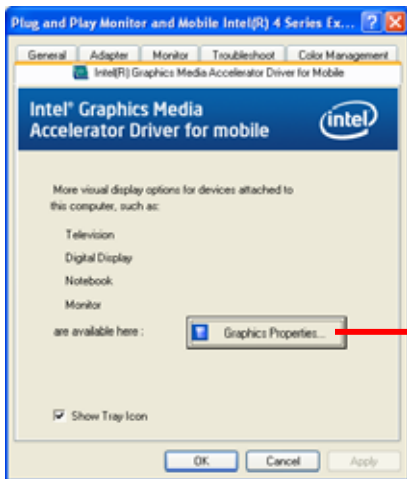 Plug and Play Monitor and Mobile Intel(R) 4 Series Ex...
General Adapter Monitor Troubleshoot Color Management
Intel(R) Graphics Media Accelerator Driver for Mobile
Intel® Graphics Media
Accelerator Driver for mobile
intel
More visual display options for devices attached to
this computer, such as:
Television
Digital Display
Notebook
Monitor
are available here :
Graphics Properties...
Show Tray Icon
OK Cancel Apply